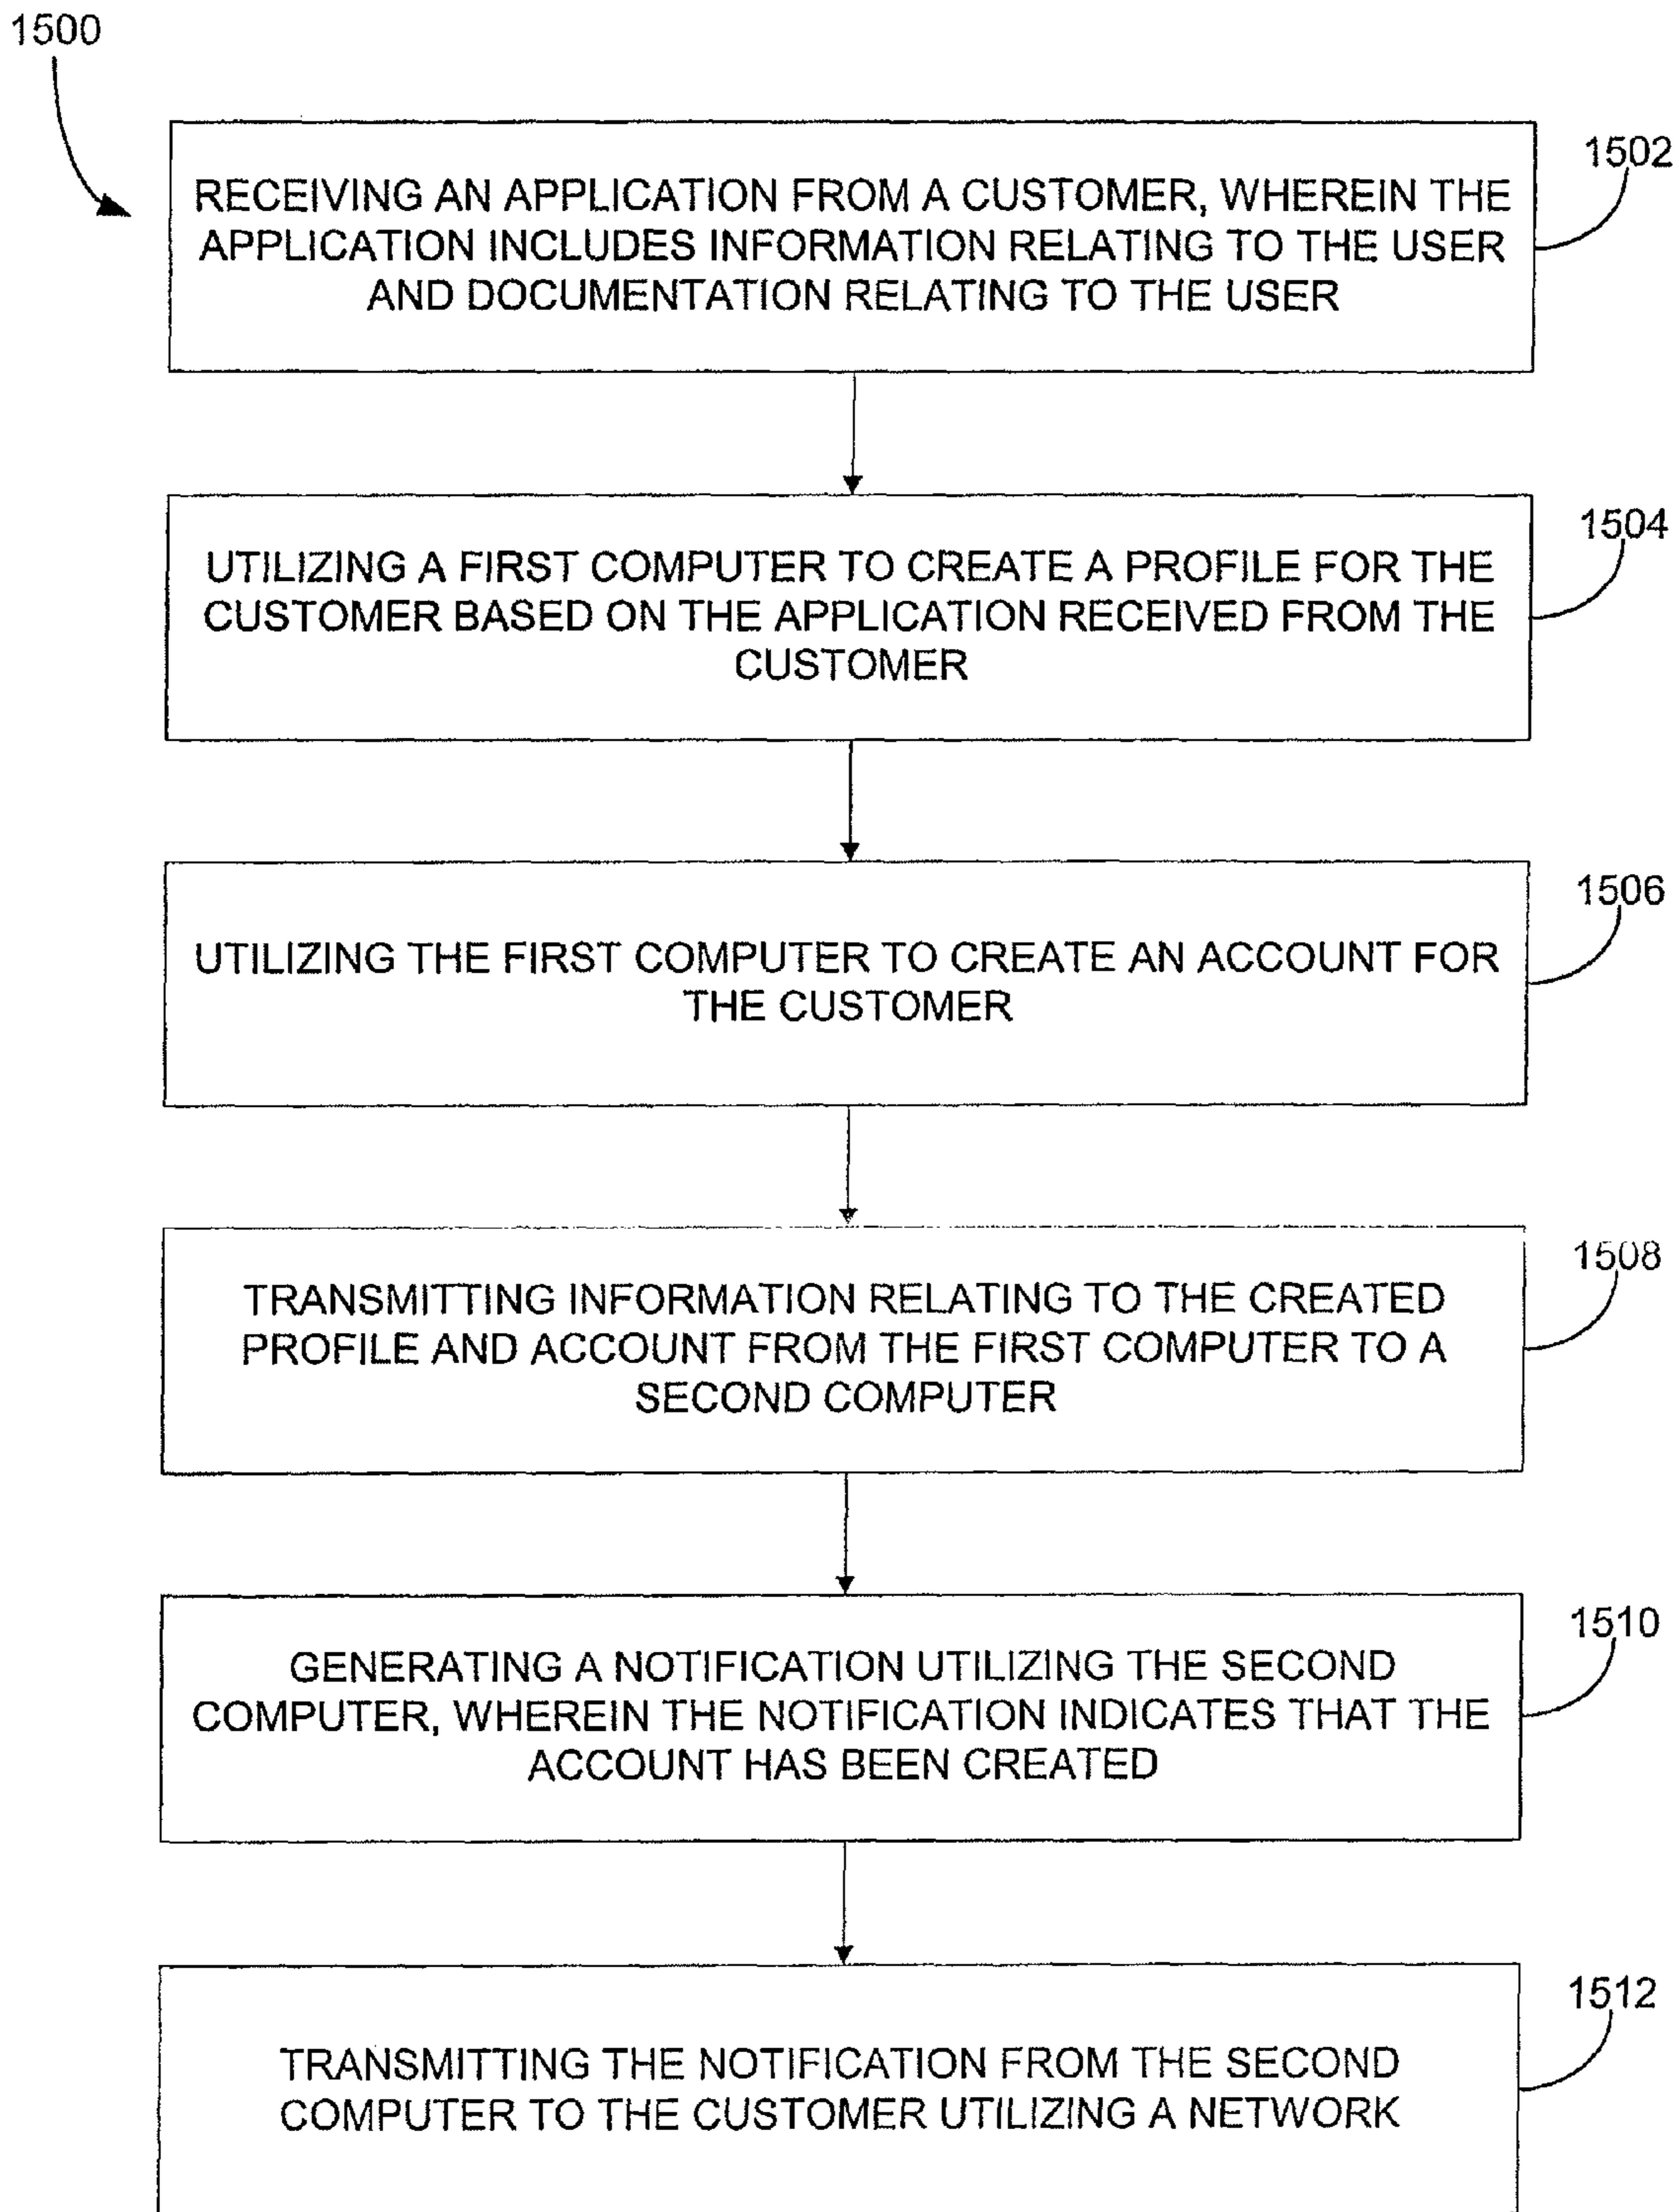 1500
1502
RECEIVING AN APPLICATION FROM A CUSTOMER, WHEREIN THE
APPLICATION INCLUDES INFORMATION RELATING TO THE USER
AND DOCUMENTATION RELATING TO THE USER
1504
UTILIZING A FIRST COMPUTER TO CREATE A PROFILE FOR THE
CUSTOMER BASED ON THE APPLICATION RECEIVED FROM THE
CUSTOMER
1506
UTILIZING THE FIRST COMPUTER TO CREATE AN ACCOUNT FOR
THE CUSTOMER
1508
TRANSMITTING INFORMATION RELATING TO THE CREATED
PROFILE AND ACCOUNT FROM THE FIRST COMPUTER TO A
SECOND COMPUTER
1510
GENERATING A NOTIFICATION UTILIZING THE SECOND
COMPUTER, WHEREIN THE NOTIFICATION INDICATES THAT THE
ACCOUNT HAS BEEN CREATED
1512
TRANSMITTING THE NOTIFICATION FROM THE SECOND
COMPUTER TO THE CUSTOMER UTILIZING A NETWORK